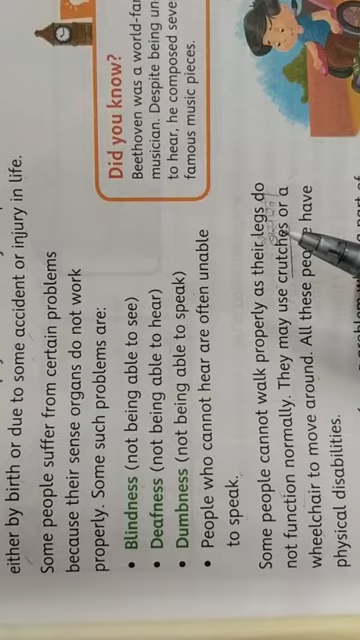 either by birth or due to some accident or injury in life.
Some people suffer from certain problems
because their sense organs do not work
properly. Some such problems are:
• Blindness (not being able to see)
• Deafness (not being able to hear)
• Dumbness (not being able to speak)
• People who cannot hear are often unable
to speak.
Did you know?
Beethoven was a world-fa
musician. Despite being un
to hear, he composed seve
famous music pieces.
Some people cannot walk properly as their legs do
not function normally. They may use crutches or a
wheelchair to move around. All these people have
physical disabilities.